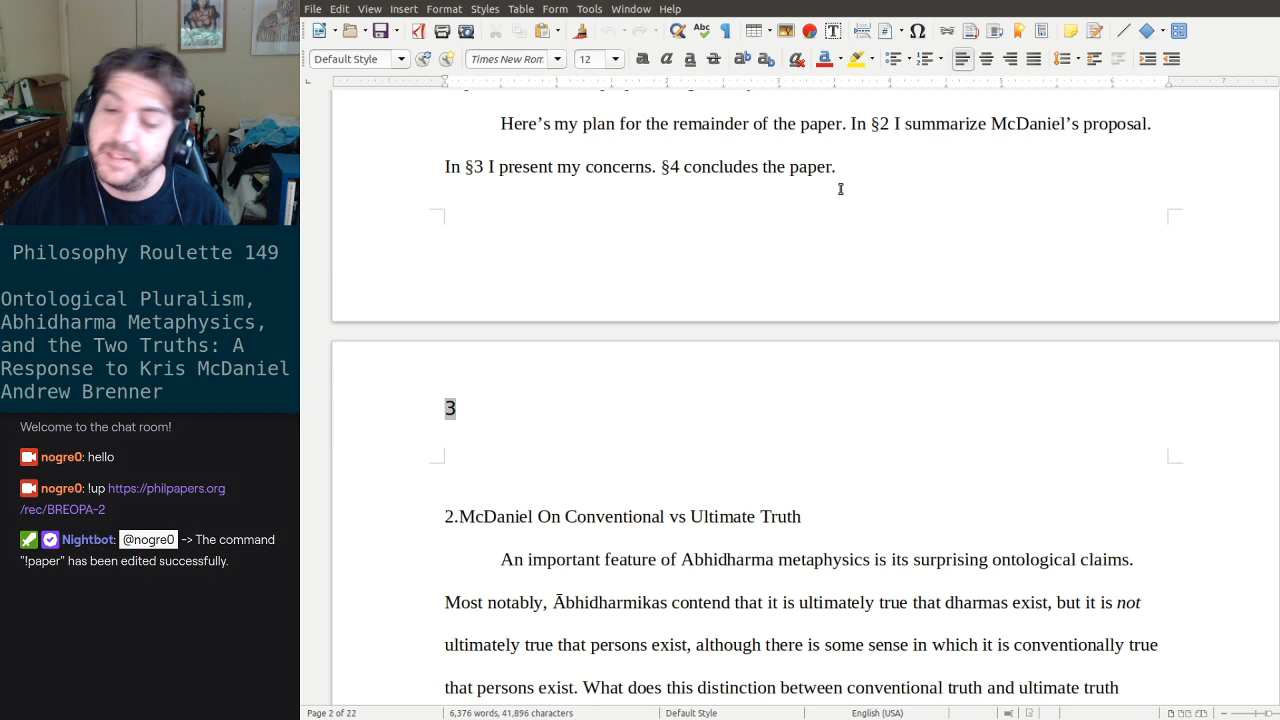 File Edit View Insert Format Styles Table Form Tools Window Help
Default Style Times New Rom 12
Here’s my plan for the remainder of the paper. In §2 I summarize McDaniel’s proposal.
In §3 I present my concerns. §4 concludes the paper.
3
2.McDaniel On Conventional vs Ultimate Truth
An important feature of Abhidharma metaphysics is its surprising ontological claims.
Most notably, Ābhidharmikas contend that it is ultimately true that dharmas exist, but it is not
ultimately true that persons exist, although there is some sense in which it is conventionally true
that persons exist. What does this distinction between conventional truth and ultimate truth
Page 2 of 22 6,376 words, 41,896 characters Default Style English (USA)
Philosophy Roulette 149
Ontological Pluralism,
Abhidharma Metaphysics,
and the Two Truths: A
Response to Kris McDaniel
Andrew Brenner
Welcome to the chat room!
nogre0: hello
nogre0: !up https://philpapers.org
/rec/BREOPA-2
Nightbot: @nogre0 -> The command
"!paper" has been edited successfully.